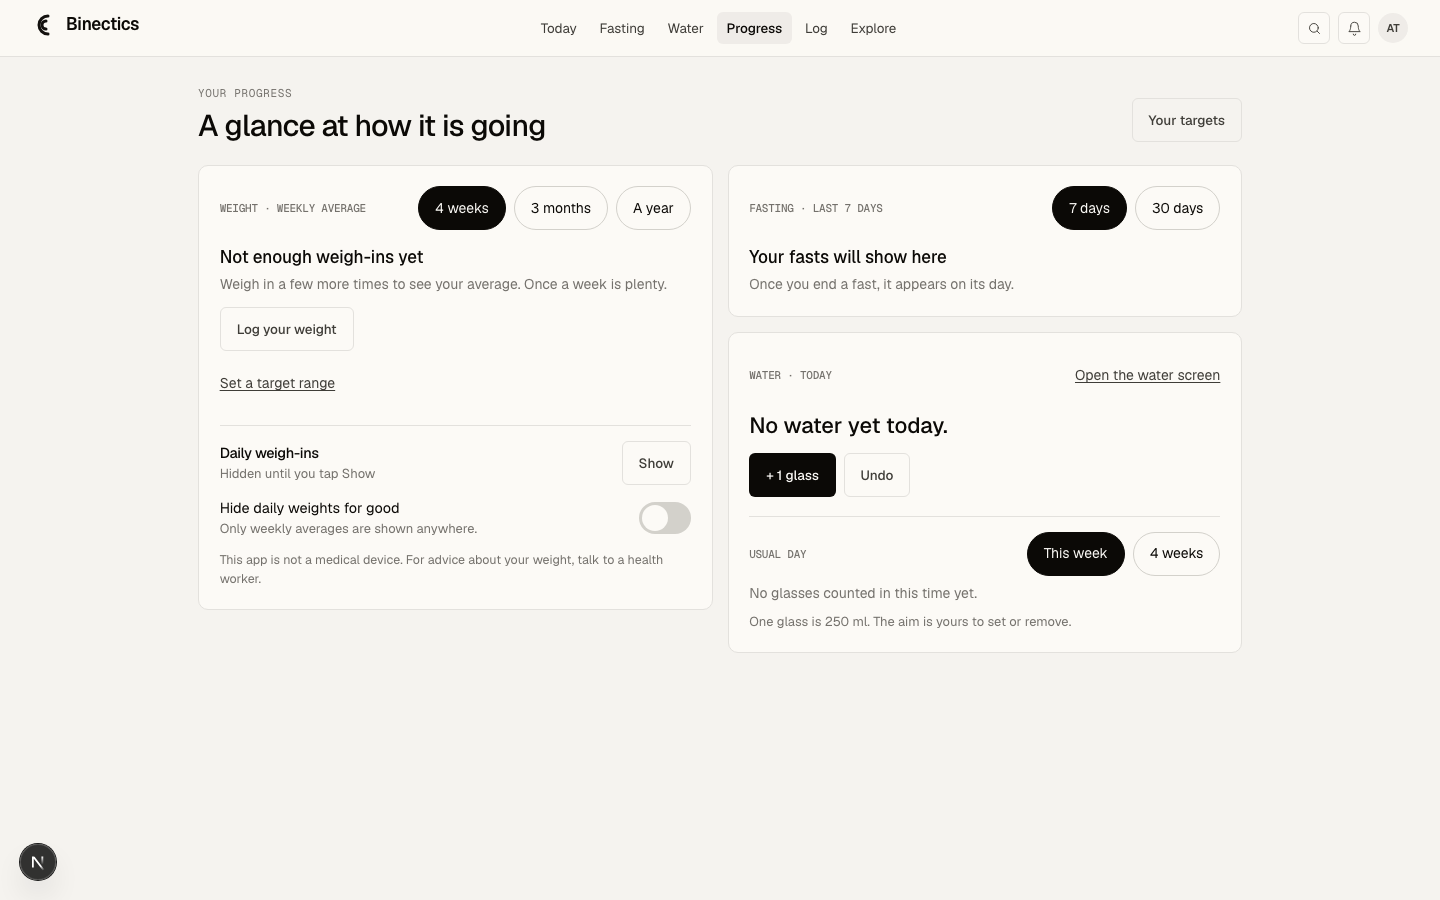 Binectics
Today
Fasting
Water
Progress
Log
Explore
AT
YOUR PROGRESS
A glance at how it is going
Your targets
WEIGHT · WEEKLY AVERAGE
4 weeks
3 months
A year
Not enough weigh-ins yet
Weigh in a few more times to see your average. Once a week is plenty.
Log your weight
Set a target range
Daily weigh-ins
Hidden until you tap Show
Show
Hide daily weights for good
Only weekly averages are shown anywhere.
This app is not a medical device. For advice about your weight, talk to a health
worker.
FASTING · LAST 7 DAYS
7 days
30 days
Your fasts will show here
Once you end a fast, it appears on its day.
WATER · TODAY
Open the water screen
No water yet today.
+ 1 glass
Undo
USUAL DAY
This week
4 weeks
No glasses counted in this time yet.
One glass is 250 ml. The aim is yours to set or remove.
N